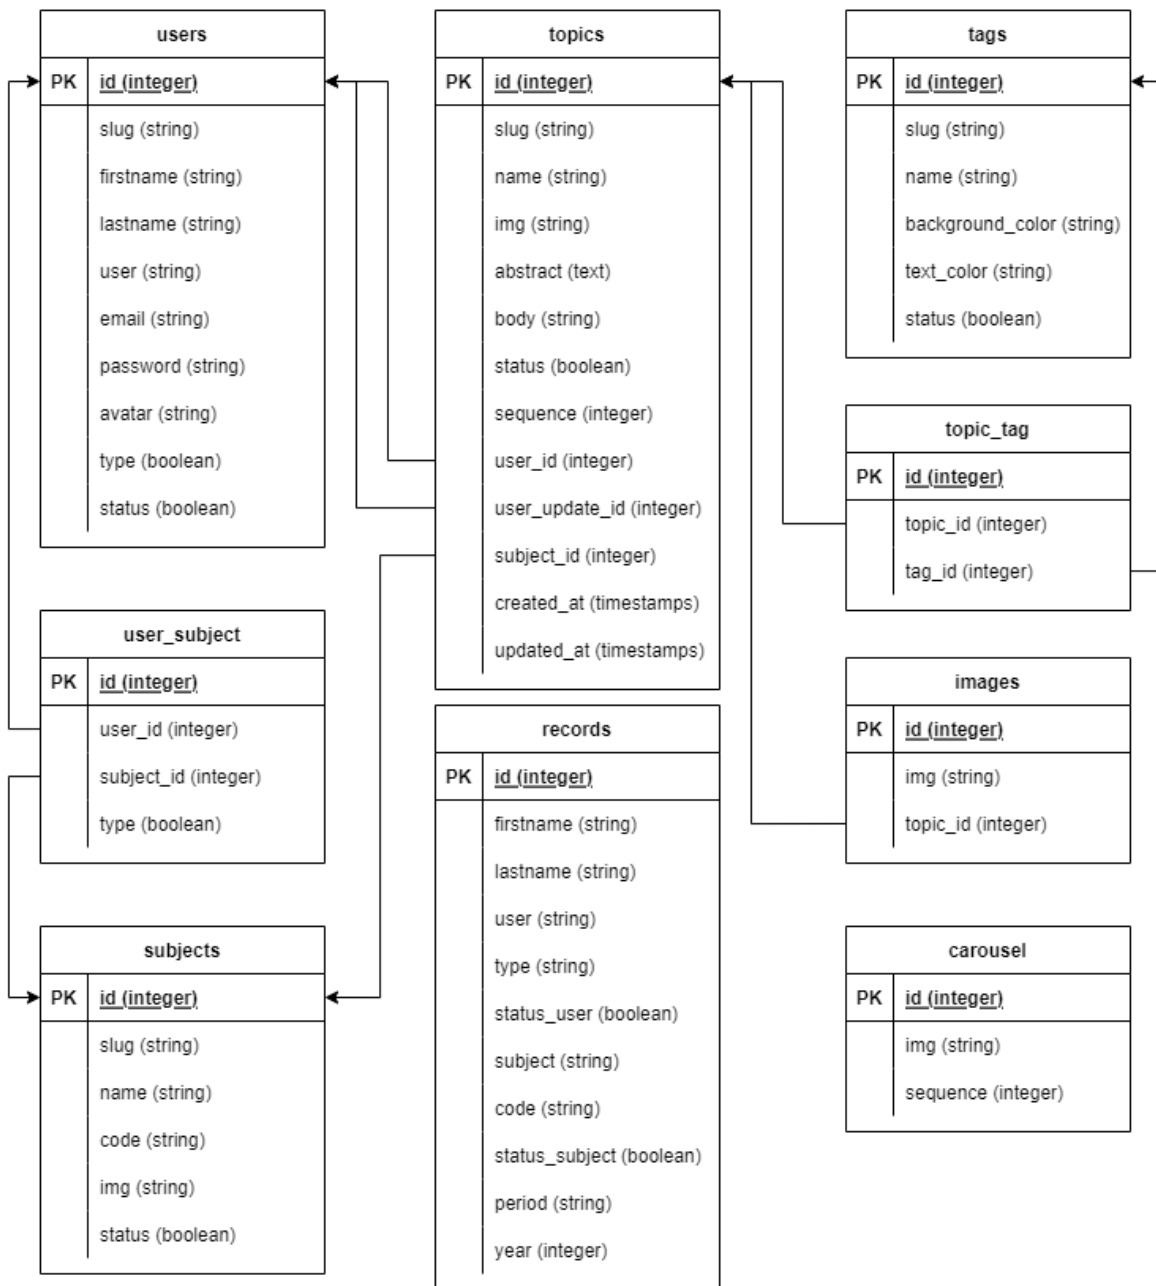 users
PK id (integer)
slug (string)
firstname (string)
lastname (string)
user (string)
email (string)
password (string)
avatar (string)
type (boolean)
status (boolean)
user_subject
PK id (integer)
user_id (integer)
subject_id (integer)
type (boolean)
subjects
PK id (integer)
slug (string)
name (string)
code (string)
img (string)
status (boolean)
topics
PK id (integer)
slug (string)
name (string)
img (string)
abstract (text)
body (string)
status (boolean)
sequence (integer)
user_id (integer)
user_update_id (integer)
subject_id (integer)
created_at (timestamps)
updated_at (timestamps)
records
PK id (integer)
firstname (string)
lastname (string)
user (string)
type (string)
status_user (boolean)
subject (string)
code (string)
status_subject (boolean)
period (string)
year (integer)
tags
PK id (integer)
slug (string)
name (string)
background_color (string)
text_color (string)
status (boolean)
topic_tag
PK id (integer)
topic_id (integer)
tag_id (integer)
images
PK id (integer)
img (string)
topic_id (integer)
carousel
PK id (integer)
img (string)
sequence (integer)